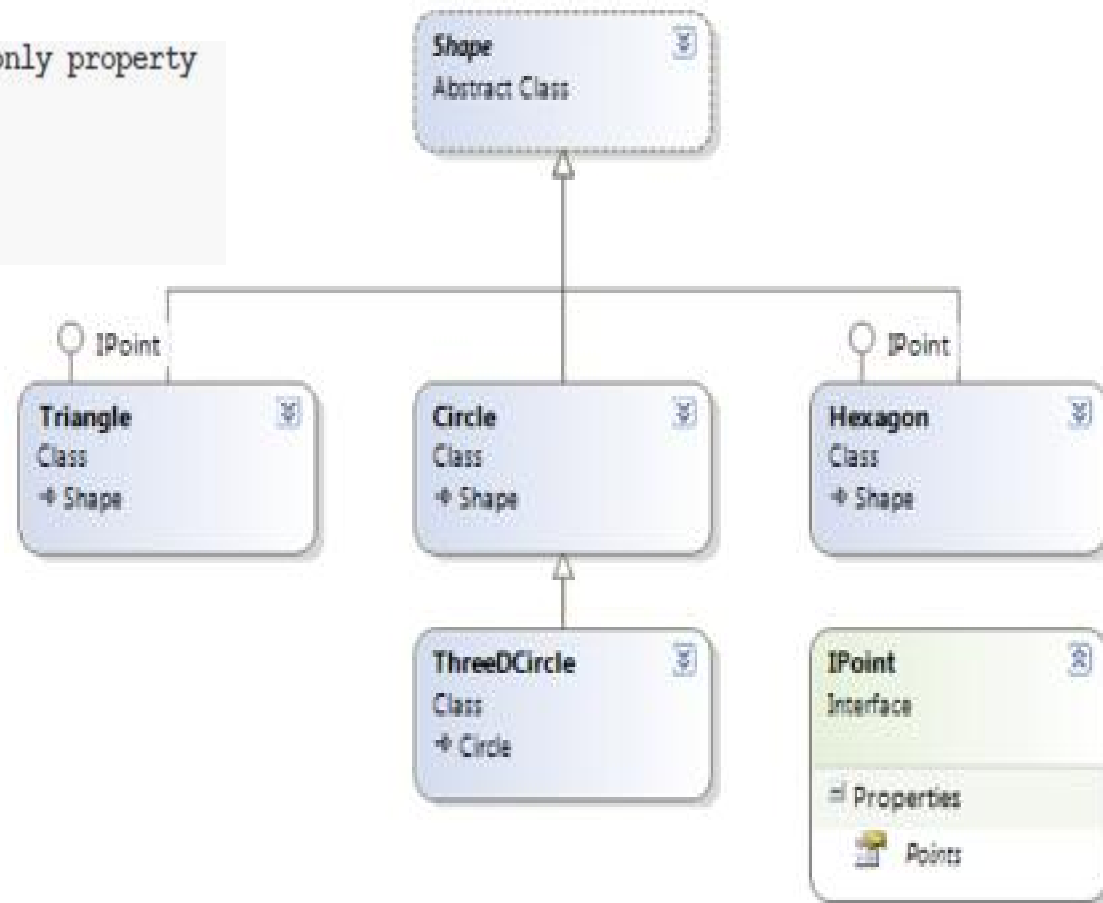 only property
Shape
Abstract Class
IPoint
IPoint
Triangle
Class
Shape
Circle
Class
Shape
Hexagon
Class
Shape
ThreeDCircle
Class
Circle
IPoint
Interface
Properties
Points